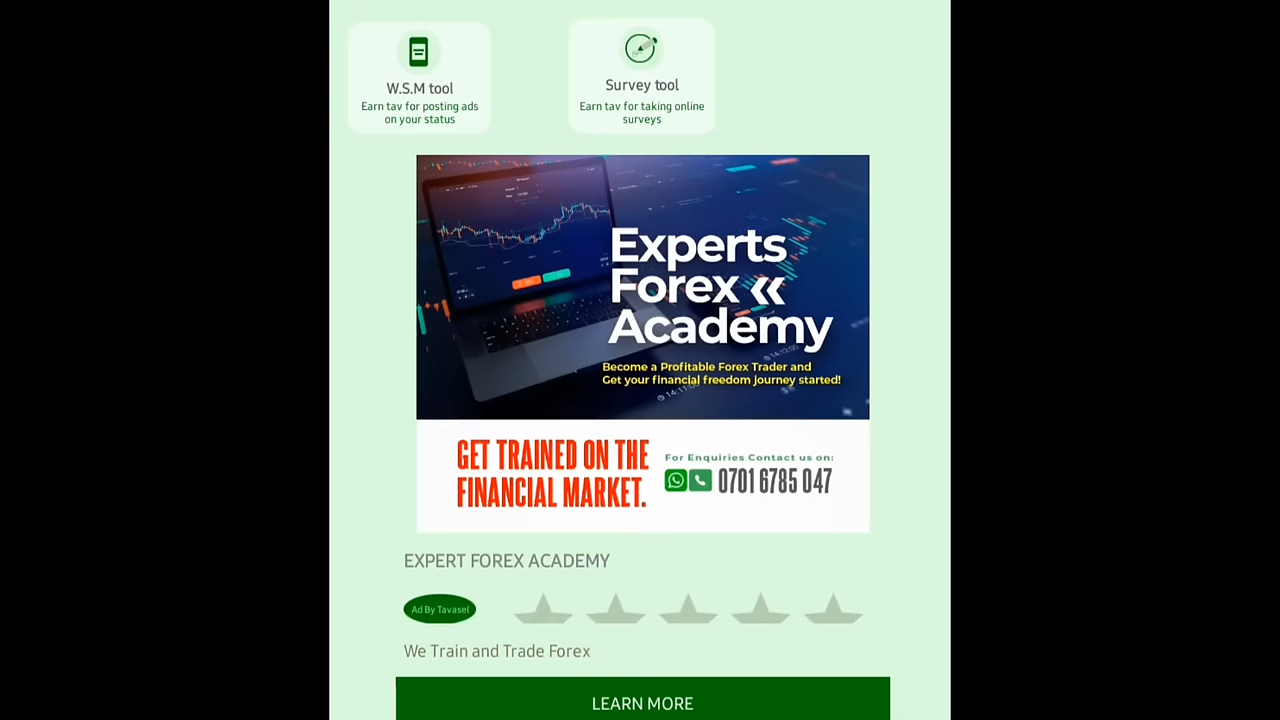 W.S.M tool
Earn tav for posting ads
on your status
Survey tool
Earn tav for taking online
surveys
Experts
Forex «
Academy
Become a Profitable Forex Trader and
Get your financial freedom Journey started!
GET TRAINED ON THE
FINANCIAL MARKET.
For Enquiries Contact us on:
0701 6785 047
EXPERT FOREX ACADEMY
Ad By Tavasel
We Train and Trade Forex
LEARN MORE